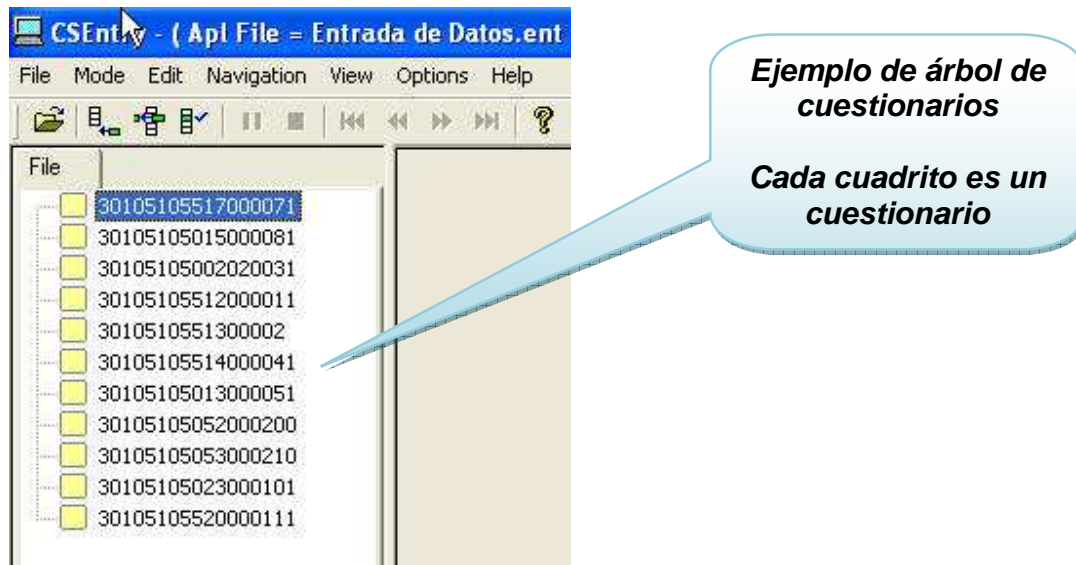 CSEntry - ( Apl File = Entrada de Datos.ent
File Mode Edit Navigation View Options Help
File
30105105517000071
30105105015000081
30105105002020031
30105105512000011
3010510551300002
30105105514000041
30105105013000051
30105105052000200
30105105053000210
30105105023000101
30105105520000111
Ejemplo de árbol de
cuestionarios
Cada cuadrito es un
cuestionario